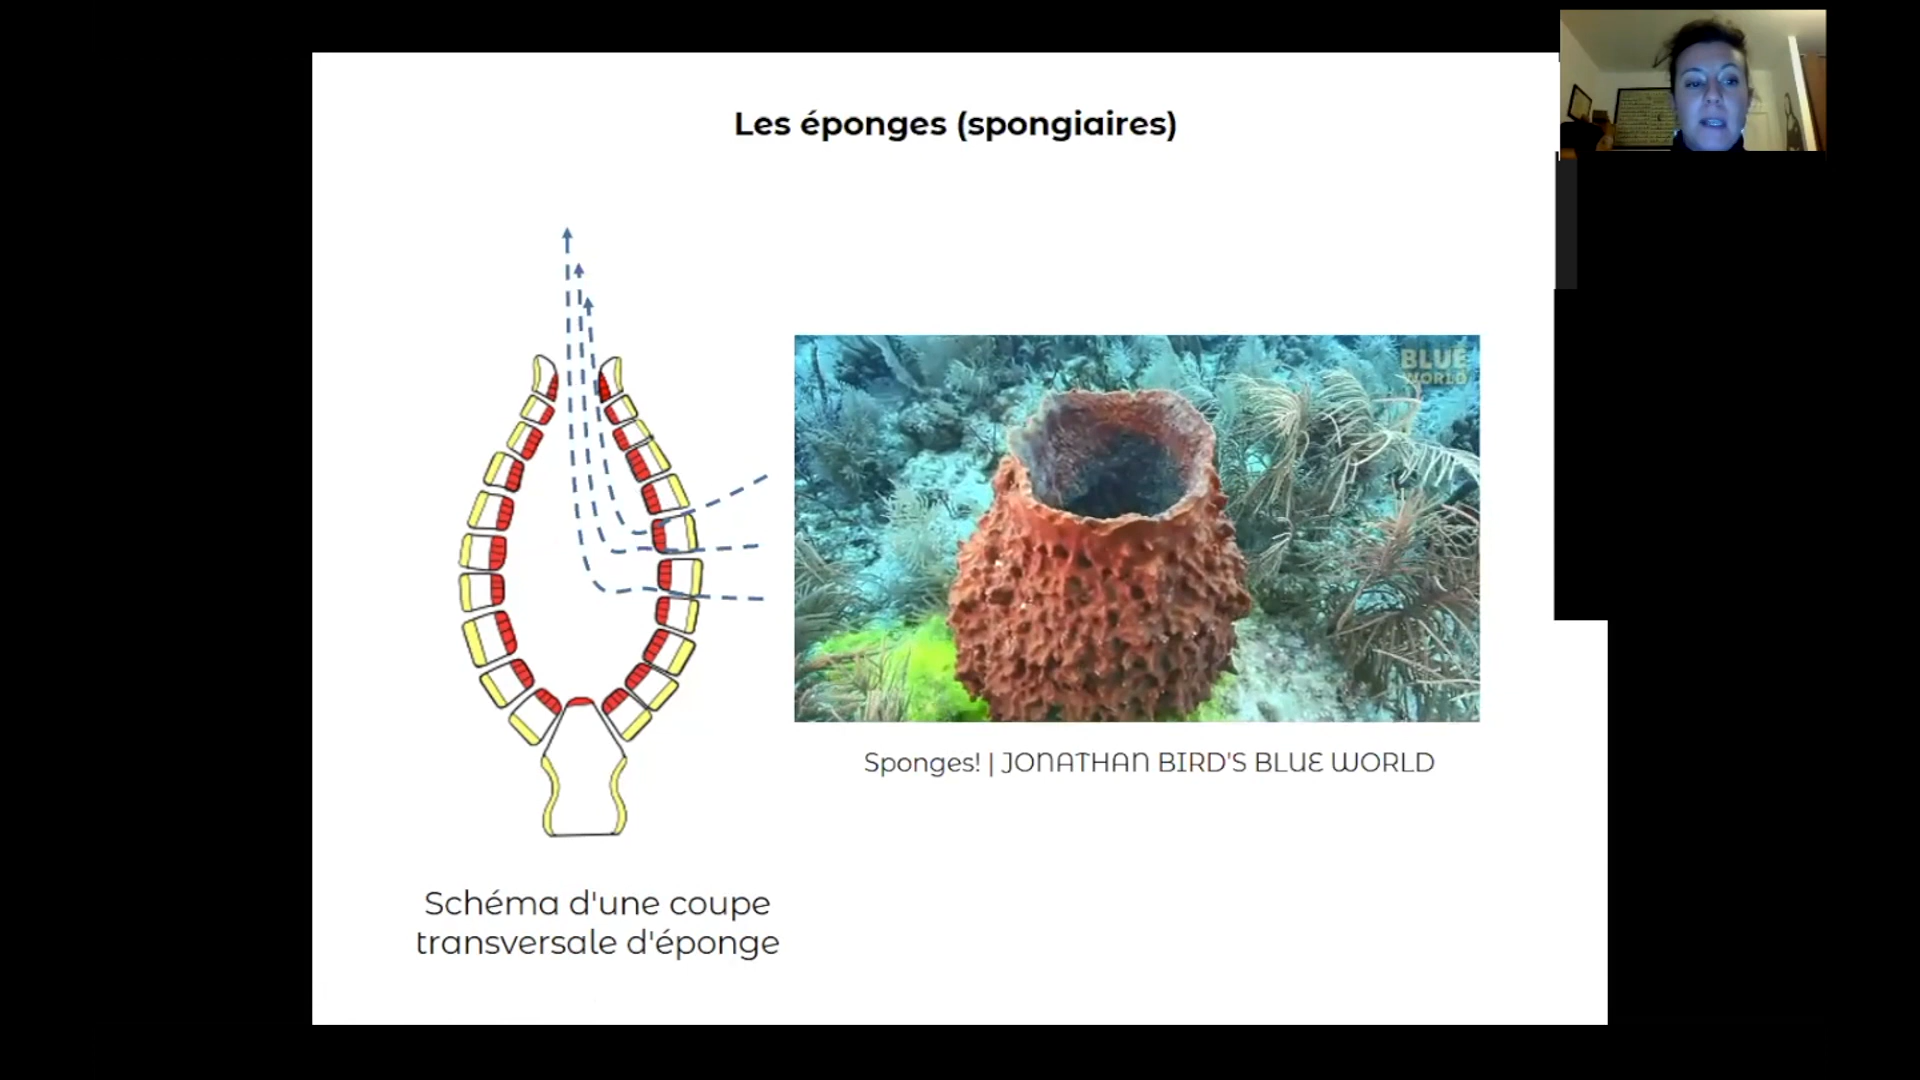 Les éponges (spongiaires)
BLUE
WORLD
Sponges! | JONATHAN BIRD'S BLUE WORLD
Schéma d'une coupe
transversale d'éponge